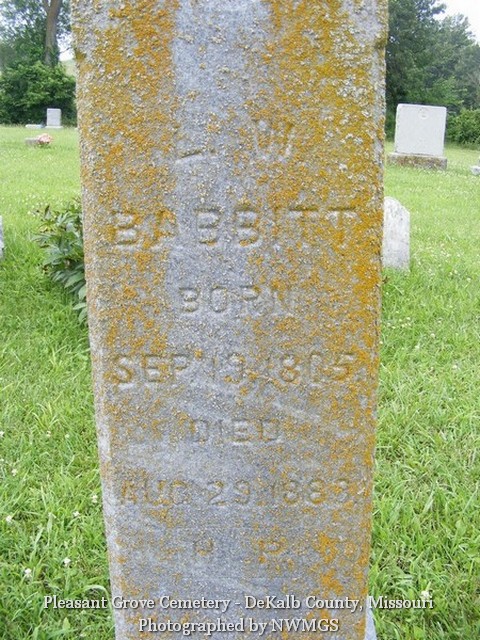 W
BABBITT
BORN
SEP 19, 1805
DIED
AUG 29, 1883
Pleasant Grove Cemetery - DeKalb County, Missouri
Photographed by NWMGS